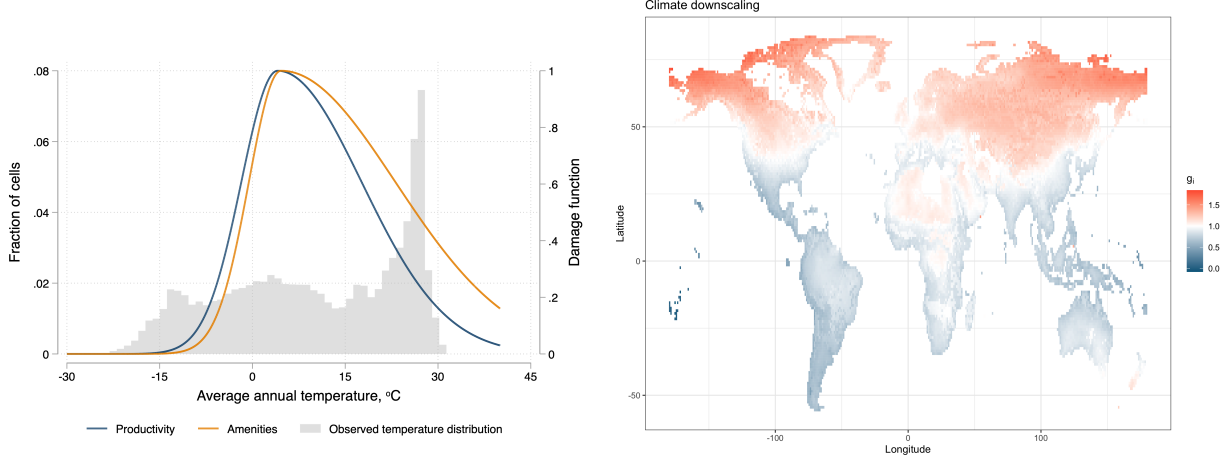 Climate downscaling
.08
.06
.04
.02
0
Fraction of cells
1
.8
.6
.4
.2
0
Damage function
-30
-15
0
15
30
45
Average annual temperature, ºC
Productivity
Amenities
Observed temperature distribution
50
0
-50
Latitude
-100
0
100
Longitude
gi
1.5
1.0
0.5
0.0